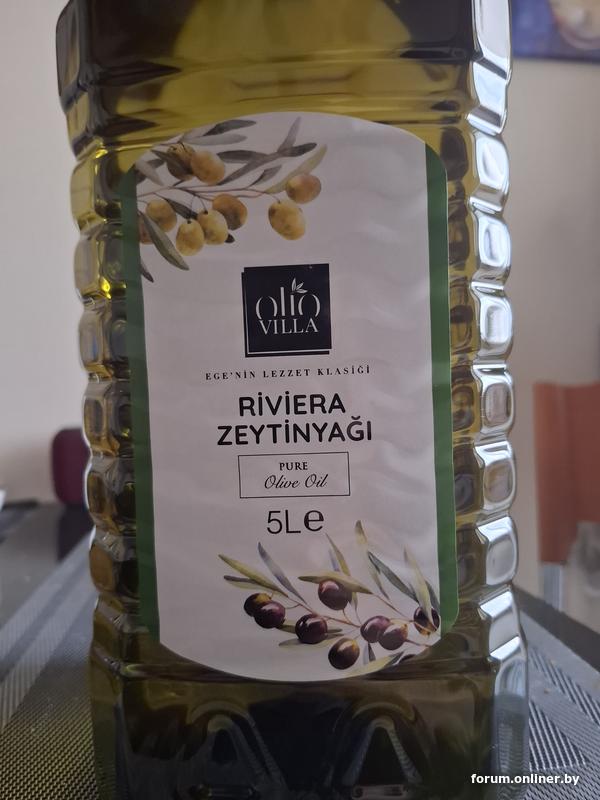 olio
VILLA
EGE'NİN LEZZET KLASİĞİ
RİVİERA
ZEYTİNYAĞI
PURE
Olive Oil
5L℮
forum.onliner.by